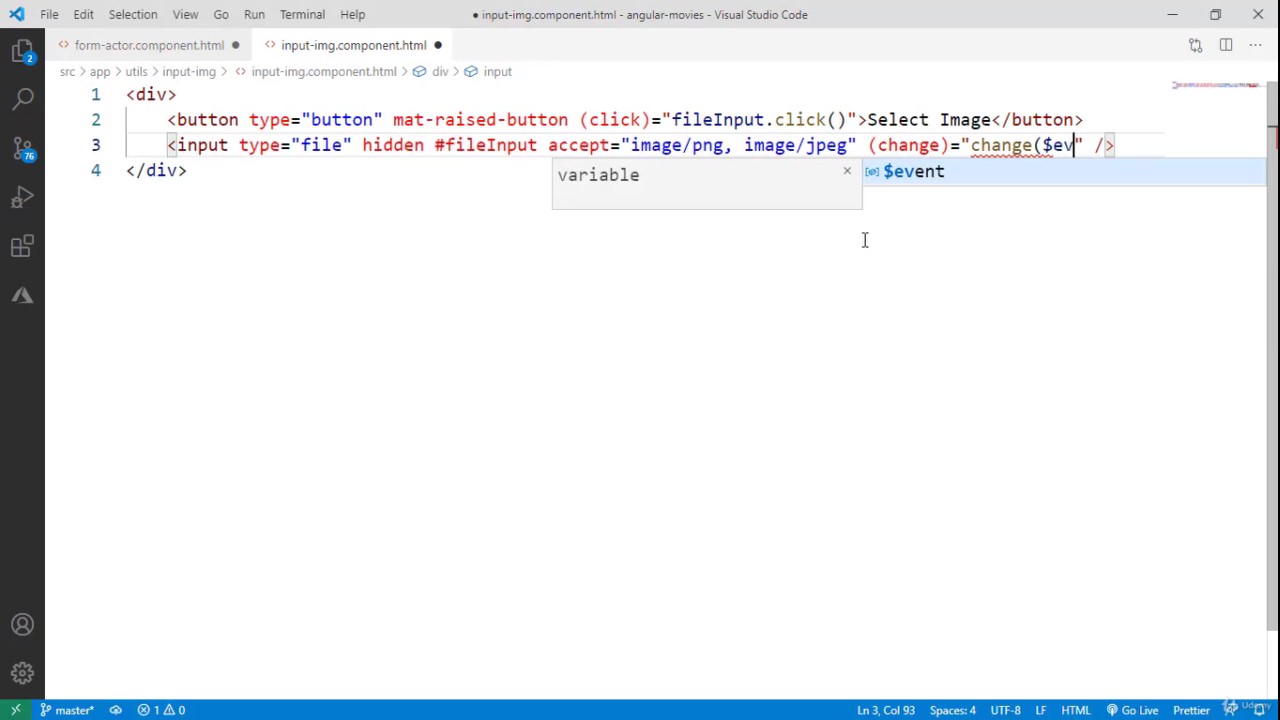 File Edit Selection View Go Run Terminal Help
● input-img.component.html - angular-movies - Visual Studio Code
form-actor.component.html ●
input-img.component.html ●
src > app > utils > input-img > input-img.component.html > div > input
1 <div>
2 <button type="button" mat-raised-button (click)="fileInput.click()">Select Image</button>
3 <input type="file" hidden #fileInput accept="image/png, image/jpeg" (change)="change($ev" />
variable × $event
4 </div>
2
76
master* 1 0 Ln 3, Col 93 Spaces: 4 UTF-8 LF HTML Go Live Prettier
Udemy